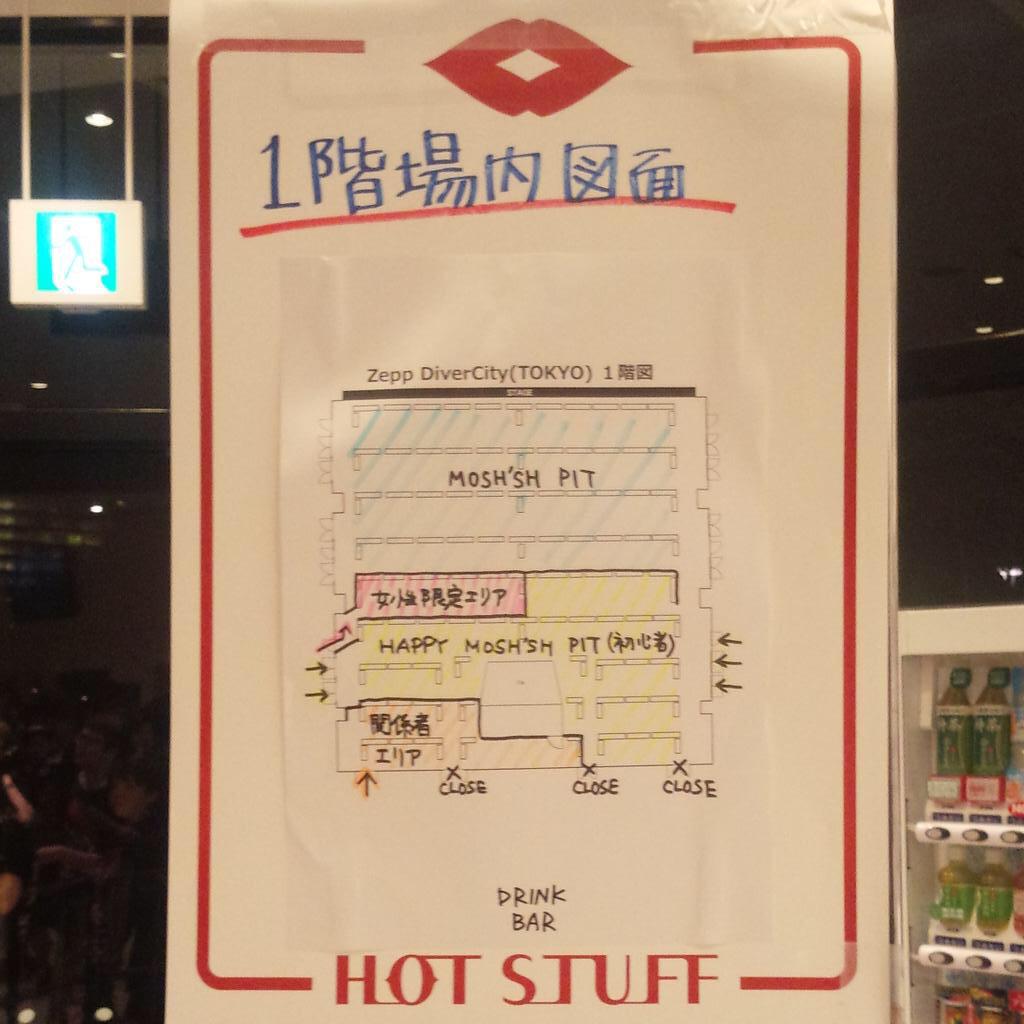 1階場内図面
Zepp DiverCity(TOKYO) 1階図
STAGE
MOSH'SH PIT
女性限定エリア
HAPPY MOSH'SH PIT (初心者)
関係者
エリア
CLOSE
CLOSE
CLOSE
DRINK
BAR
HOT STUFF